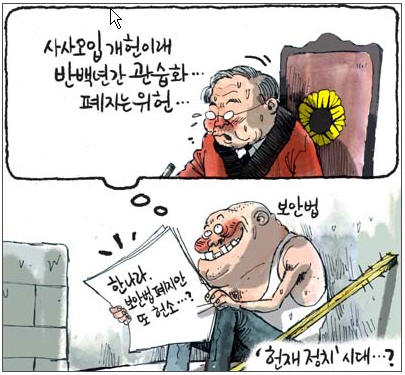 사사오입 개헌이래
반백년간 관습화...
폐지는 위헌...
보안법
한나라,
보안법 폐지안
또 헌소...?
'헌재 정치' 시대...?